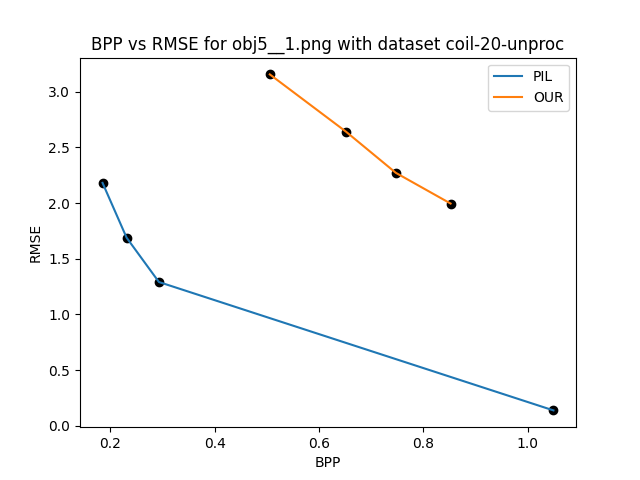 BPP vs RMSE for obj5__1.png with dataset coil-20-unproc
PIL
OUR
3.0
2.5
2.0
1.5
1.0
0.5
0.0
RMSE
0.2 0.4 0.6 0.8 1.0
BPP